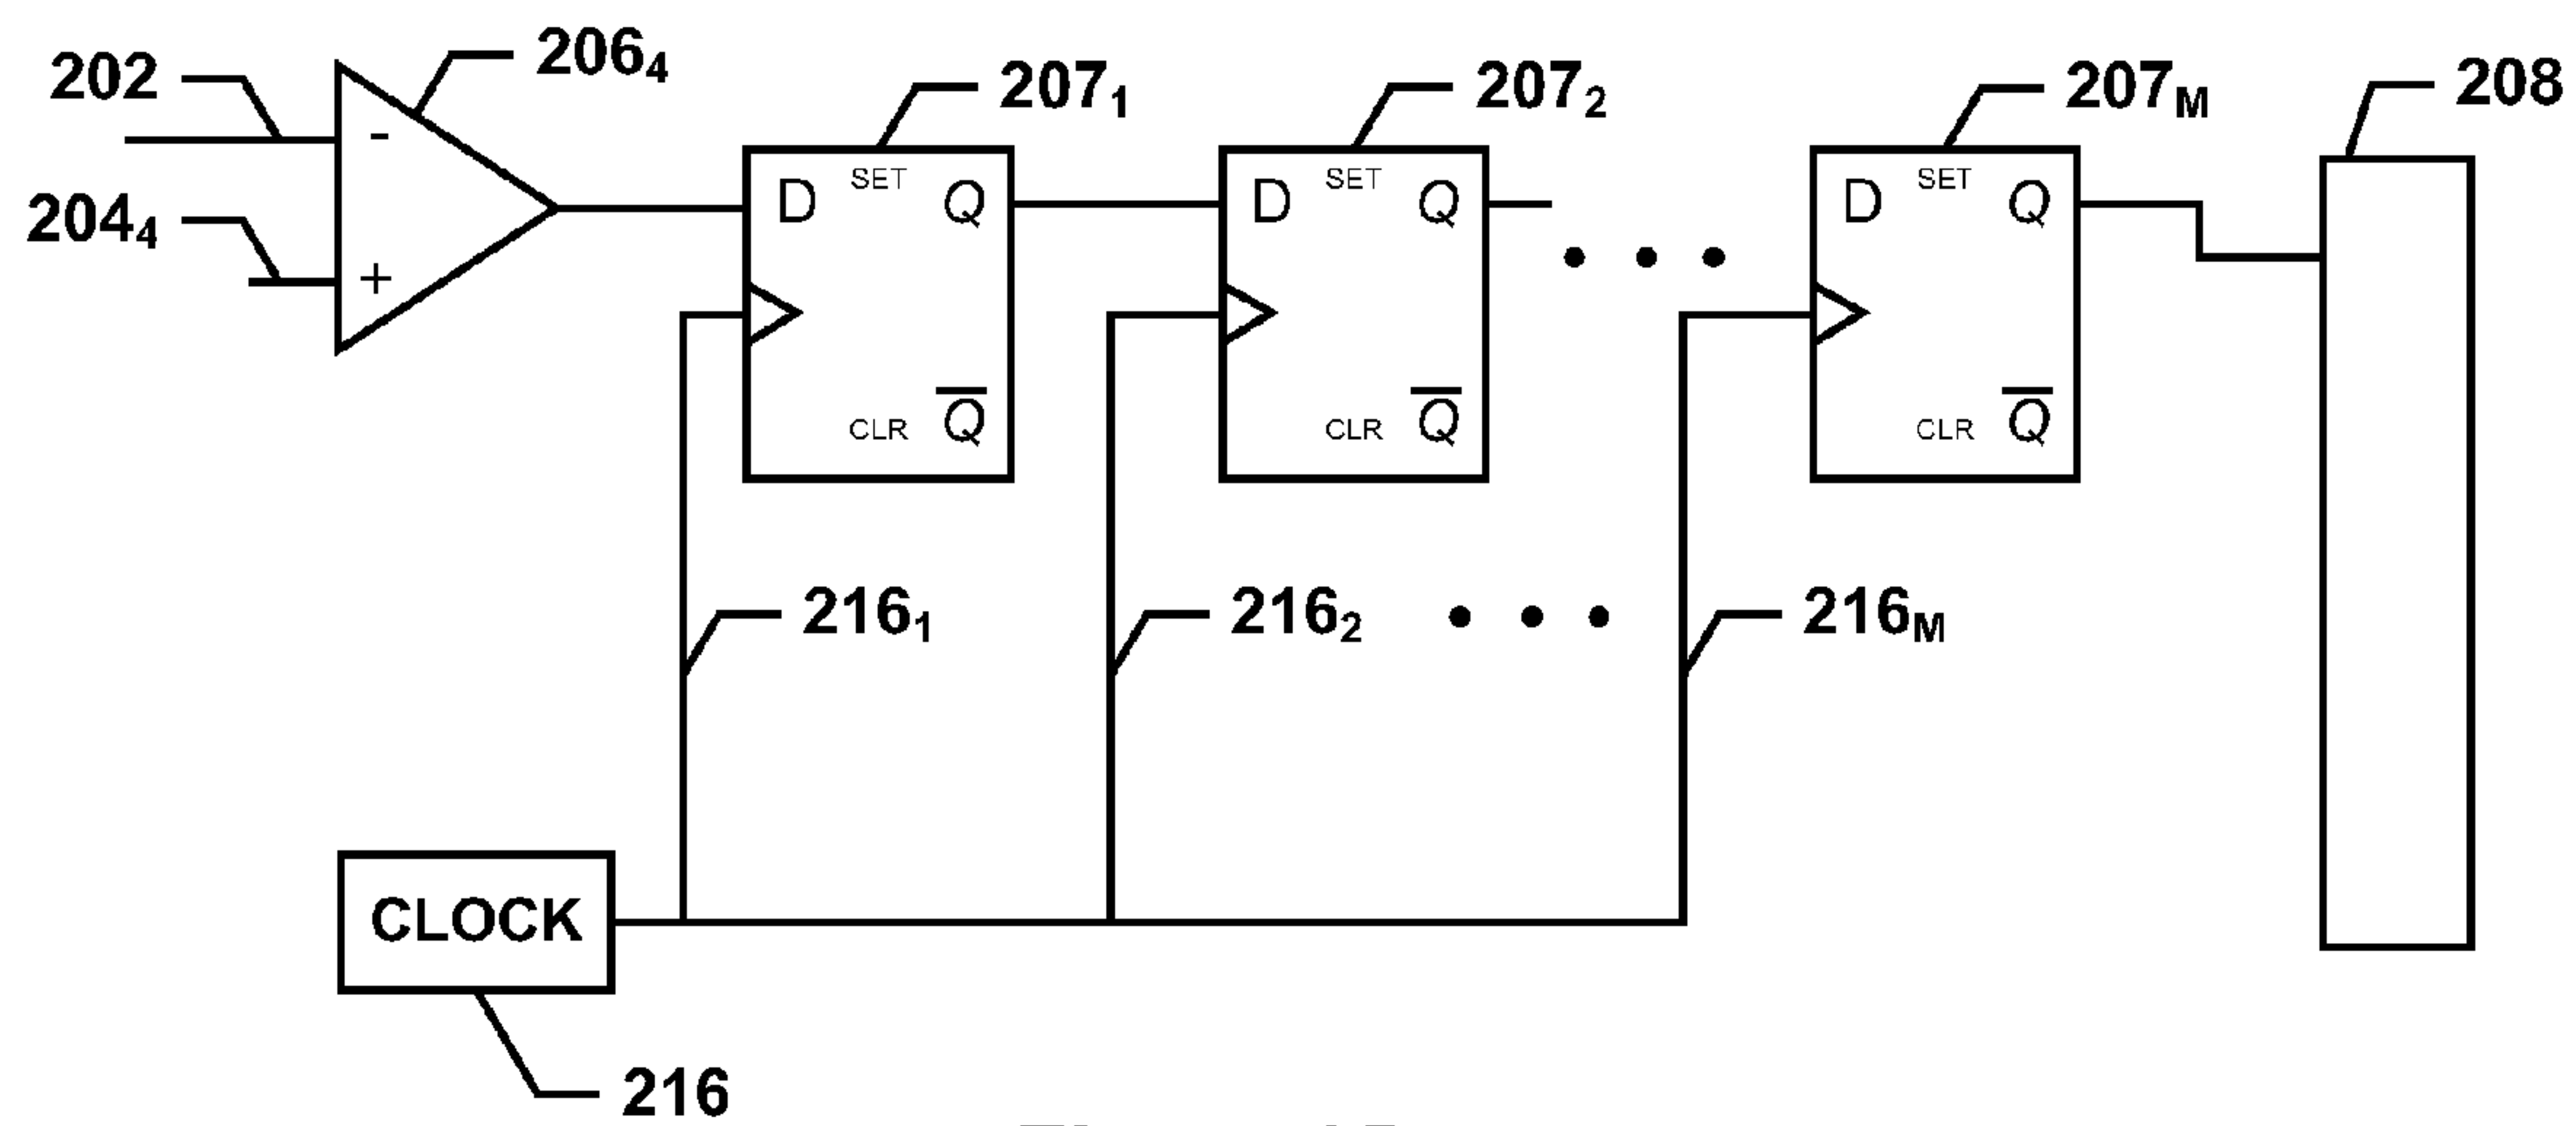 202
206₄
204₄
-
+
207₁
207₂
207M
208
D SET Q
CLR Q̅
D SET Q
CLR Q̅
D SET Q
CLR Q̅
216₁
216₂
216M
CLOCK
216